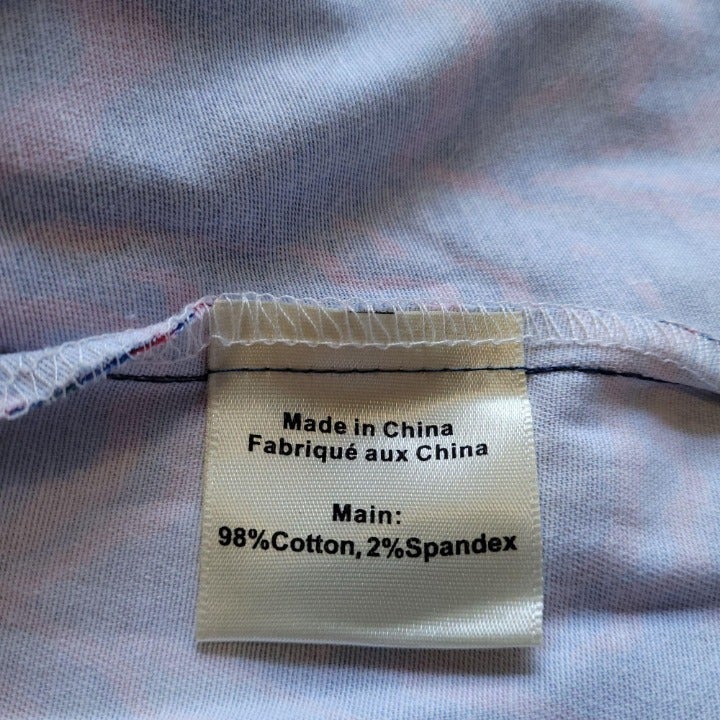 Made in China
Fabriqué aux China
Main:
98%Cotton, 2%Spandex